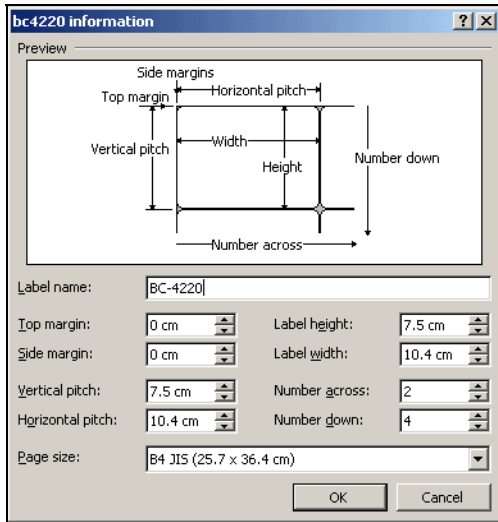 bc4220 information
Preview
Side margins
Top margin
Horizontal pitch
Vertical pitch
Width
Height
Number down
Number across
Label name: BC-4220
Top margin: 0 cm Label height: 7.5 cm
Side margin: 0 cm Label width: 10.4 cm
Vertical pitch: 7.5 cm Number across: 2
Horizontal pitch: 10.4 cm Number down: 4
Page size: B4 JIS (25.7 x 36.4 cm)
OK Cancel